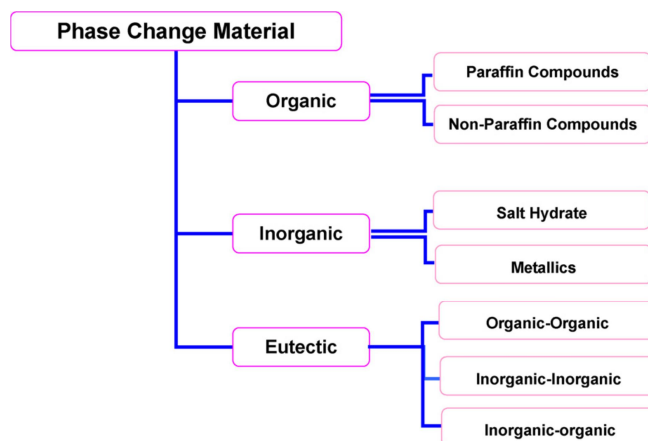 Phase Change Material
Organic
Paraffin Compounds
Non-Paraffin Compounds
Inorganic
Salt Hydrate
Metallics
Eutectic
Organic-Organic
Inorganic-Inorganic
Inorganic-organic